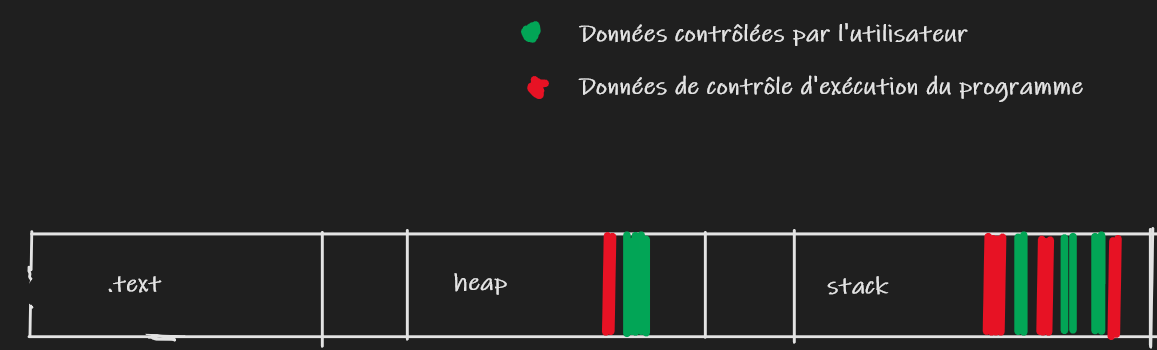 Données contrôlées par l'utilisateur
Données de contrôle d'exécution du programme
.text
heap
stack